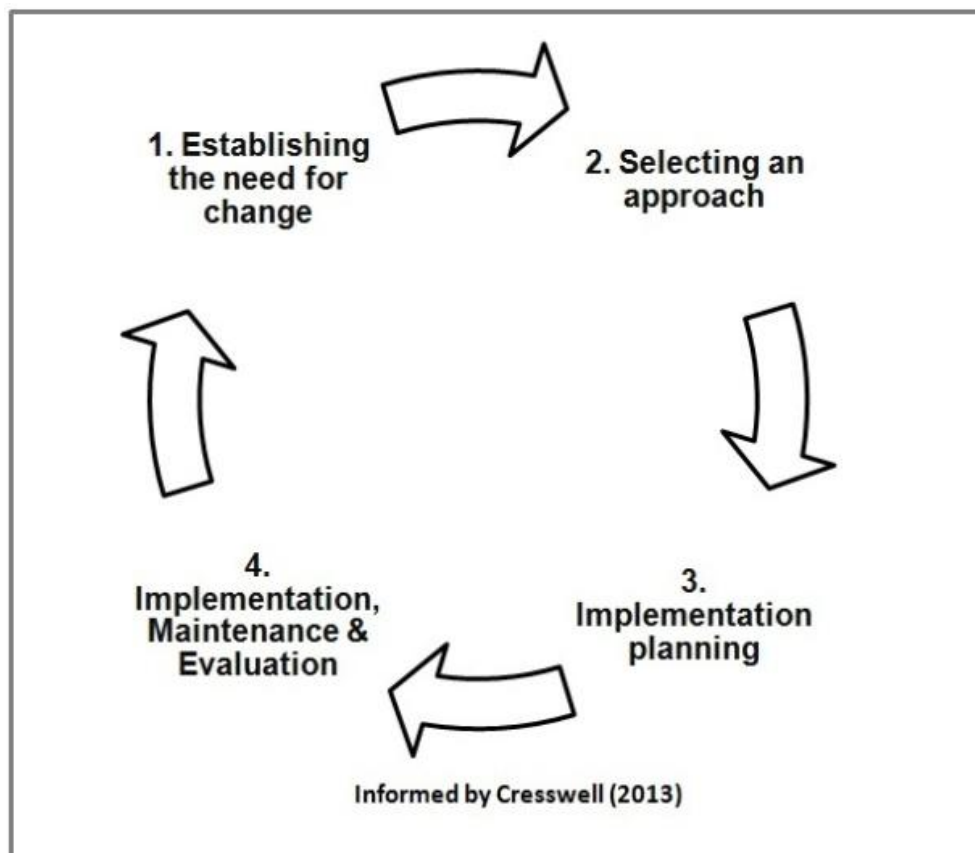 1. Establishing
the need for
change
2. Selecting an
approach
3.
Implementation
planning
4.
Implementation,
Maintenance &
Evaluation
Informed by Cresswell (2013)